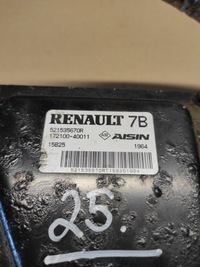 RENAULT 7B
521535670R
172100-40011 AISIN
15825 1964
25.